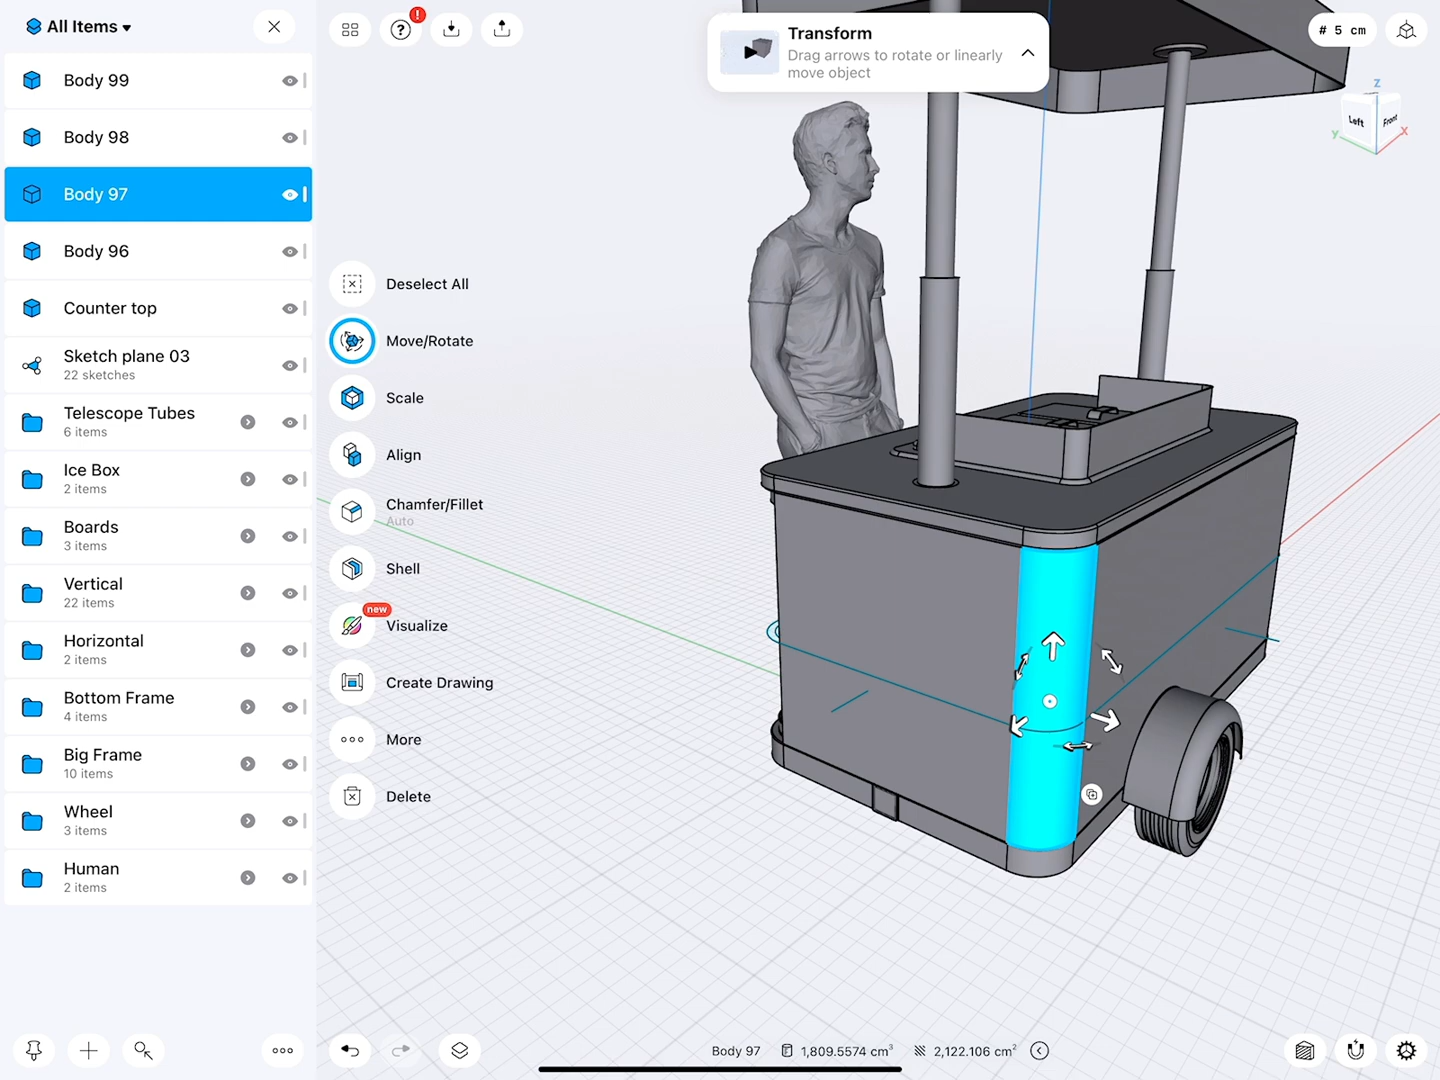 All Items
Body 99
Body 98
Body 97
Body 96
Counter top
Sketch plane 03
22 sketches
Telescope Tubes
6 items
Ice Box
2 items
Boards
3 items
Vertical
22 items
Horizontal
2 items
Bottom Frame
4 items
Big Frame
10 items
Wheel
3 items
Human
2 items
Deselect All
Move/Rotate
Scale
Align
Chamfer/Fillet
Auto
Shell
new
Visualize
Create Drawing
More
Delete
Transform
Drag arrows to rotate or linearly
move object
# 5 cm
Z
Left Front
Y X
Body 97 1,809.5574 cm³ 2,122.106 cm²